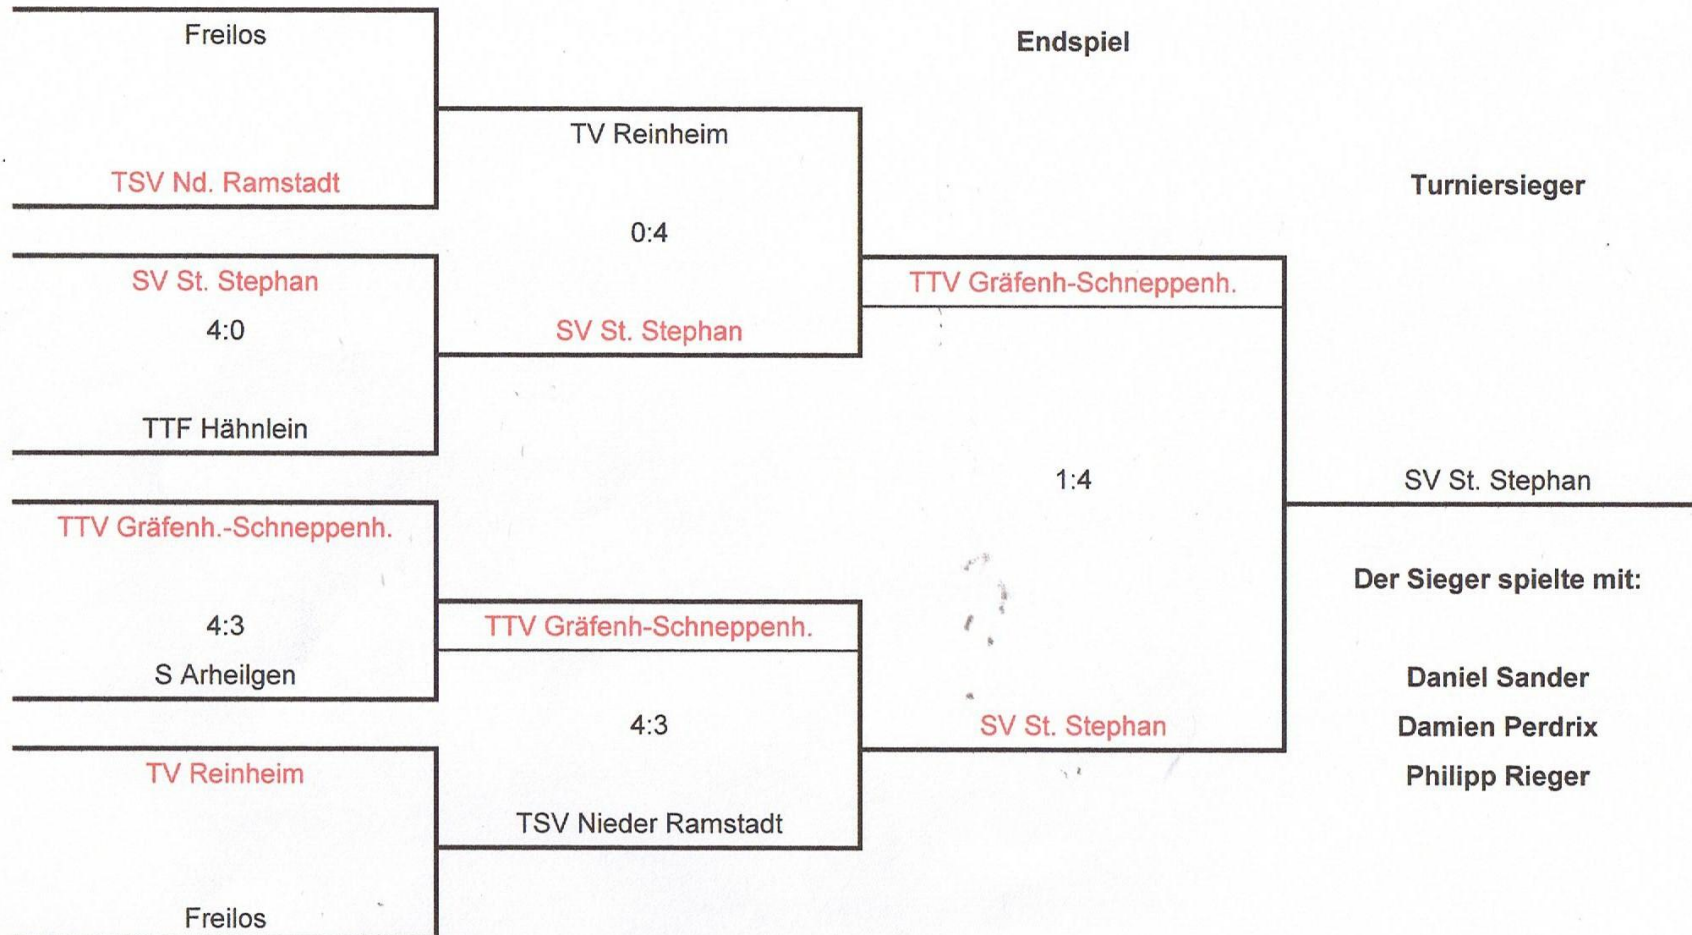 Freilos
TSV Nd. Ramstadt
SV St. Stephan
4:0
TTF Hähnlein
TTV Gräfenh.-Schneppenh.
4:3
S Arheilgen
TV Reinheim
Freilos
TV Reinheim
0:4
SV St. Stephan
TTV Gräfenh-Schneppenh.
4:3
TSV Nieder Ramstadt
Endspiel
TTV Gräfenh-Schneppenh.
1:4
SV St. Stephan
Turniersieger
SV St. Stephan
Der Sieger spielte mit:
Daniel Sander
Damien Perdrix
Philipp Rieger